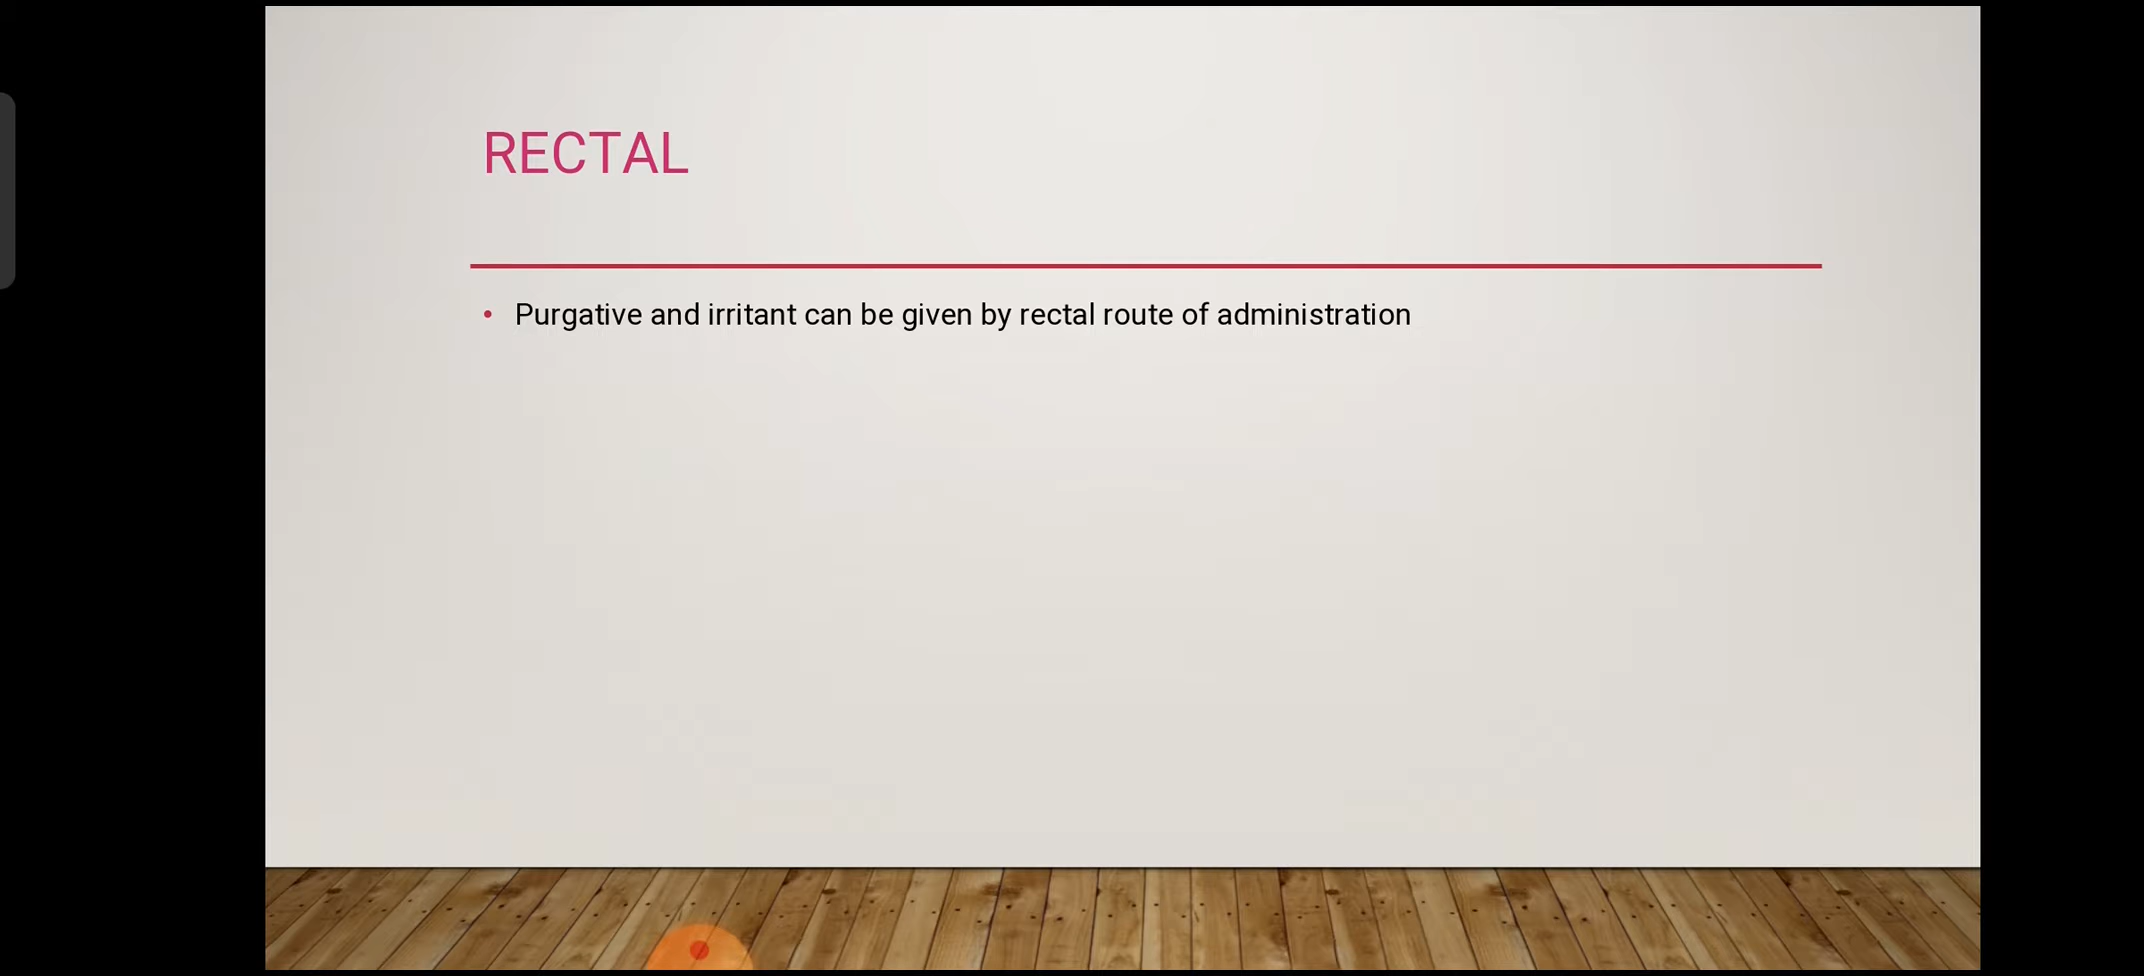 RECTAL
• Purgative and irritant can be given by rectal route of administration